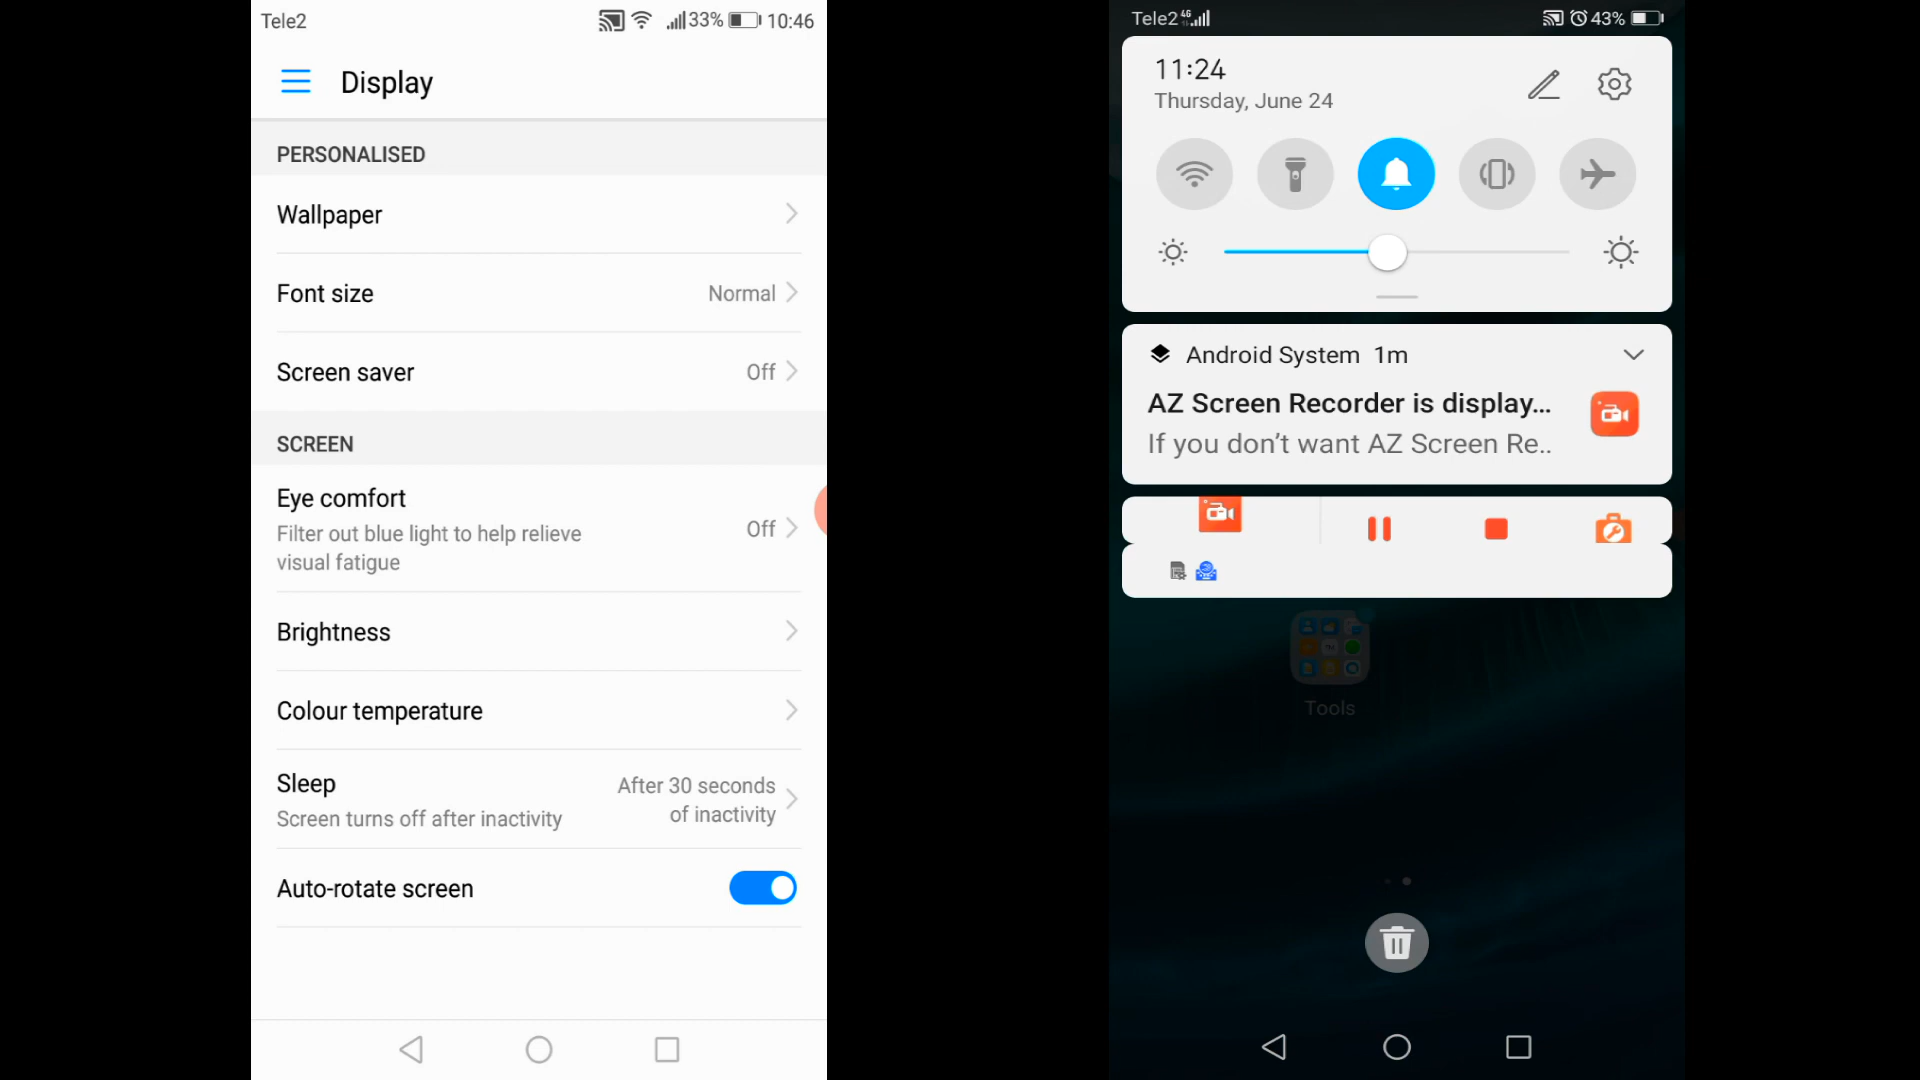 Tele2
33%
10:46
Display
PERSONALISED
Wallpaper
Font size
Normal
Screen saver
Off
SCREEN
Eye comfort
Filter out blue light to help relieve
visual fatigue
Off
Brightness
Colour temperature
Sleep
Screen turns off after inactivity
After 30 seconds
of inactivity
Auto-rotate screen
Tele2 4G
43%
11:24
Thursday, June 24
Android System 1m
AZ Screen Recorder is display...
If you don't want AZ Screen Re..
Tools